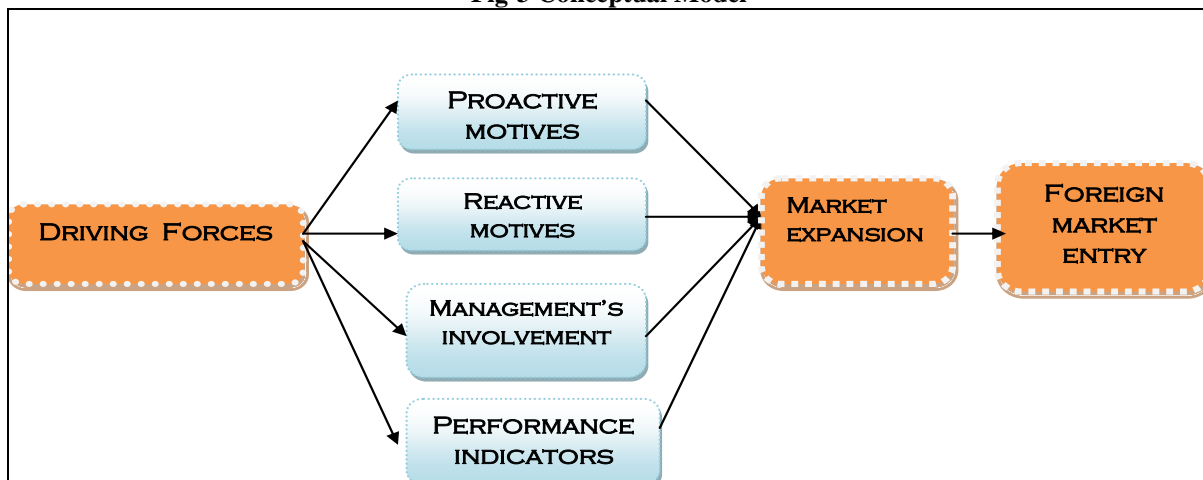 Fig 3 Conceptual Model
PROACTIVE
MOTIVES
REACTIVE
MOTIVES
MANAGEMENT'S
INVOLVEMENT
PERFORMANCE
INDICATORS
DRIVING FORCES
MARKET
EXPANSION
FOREIGN
MARKET
ENTRY